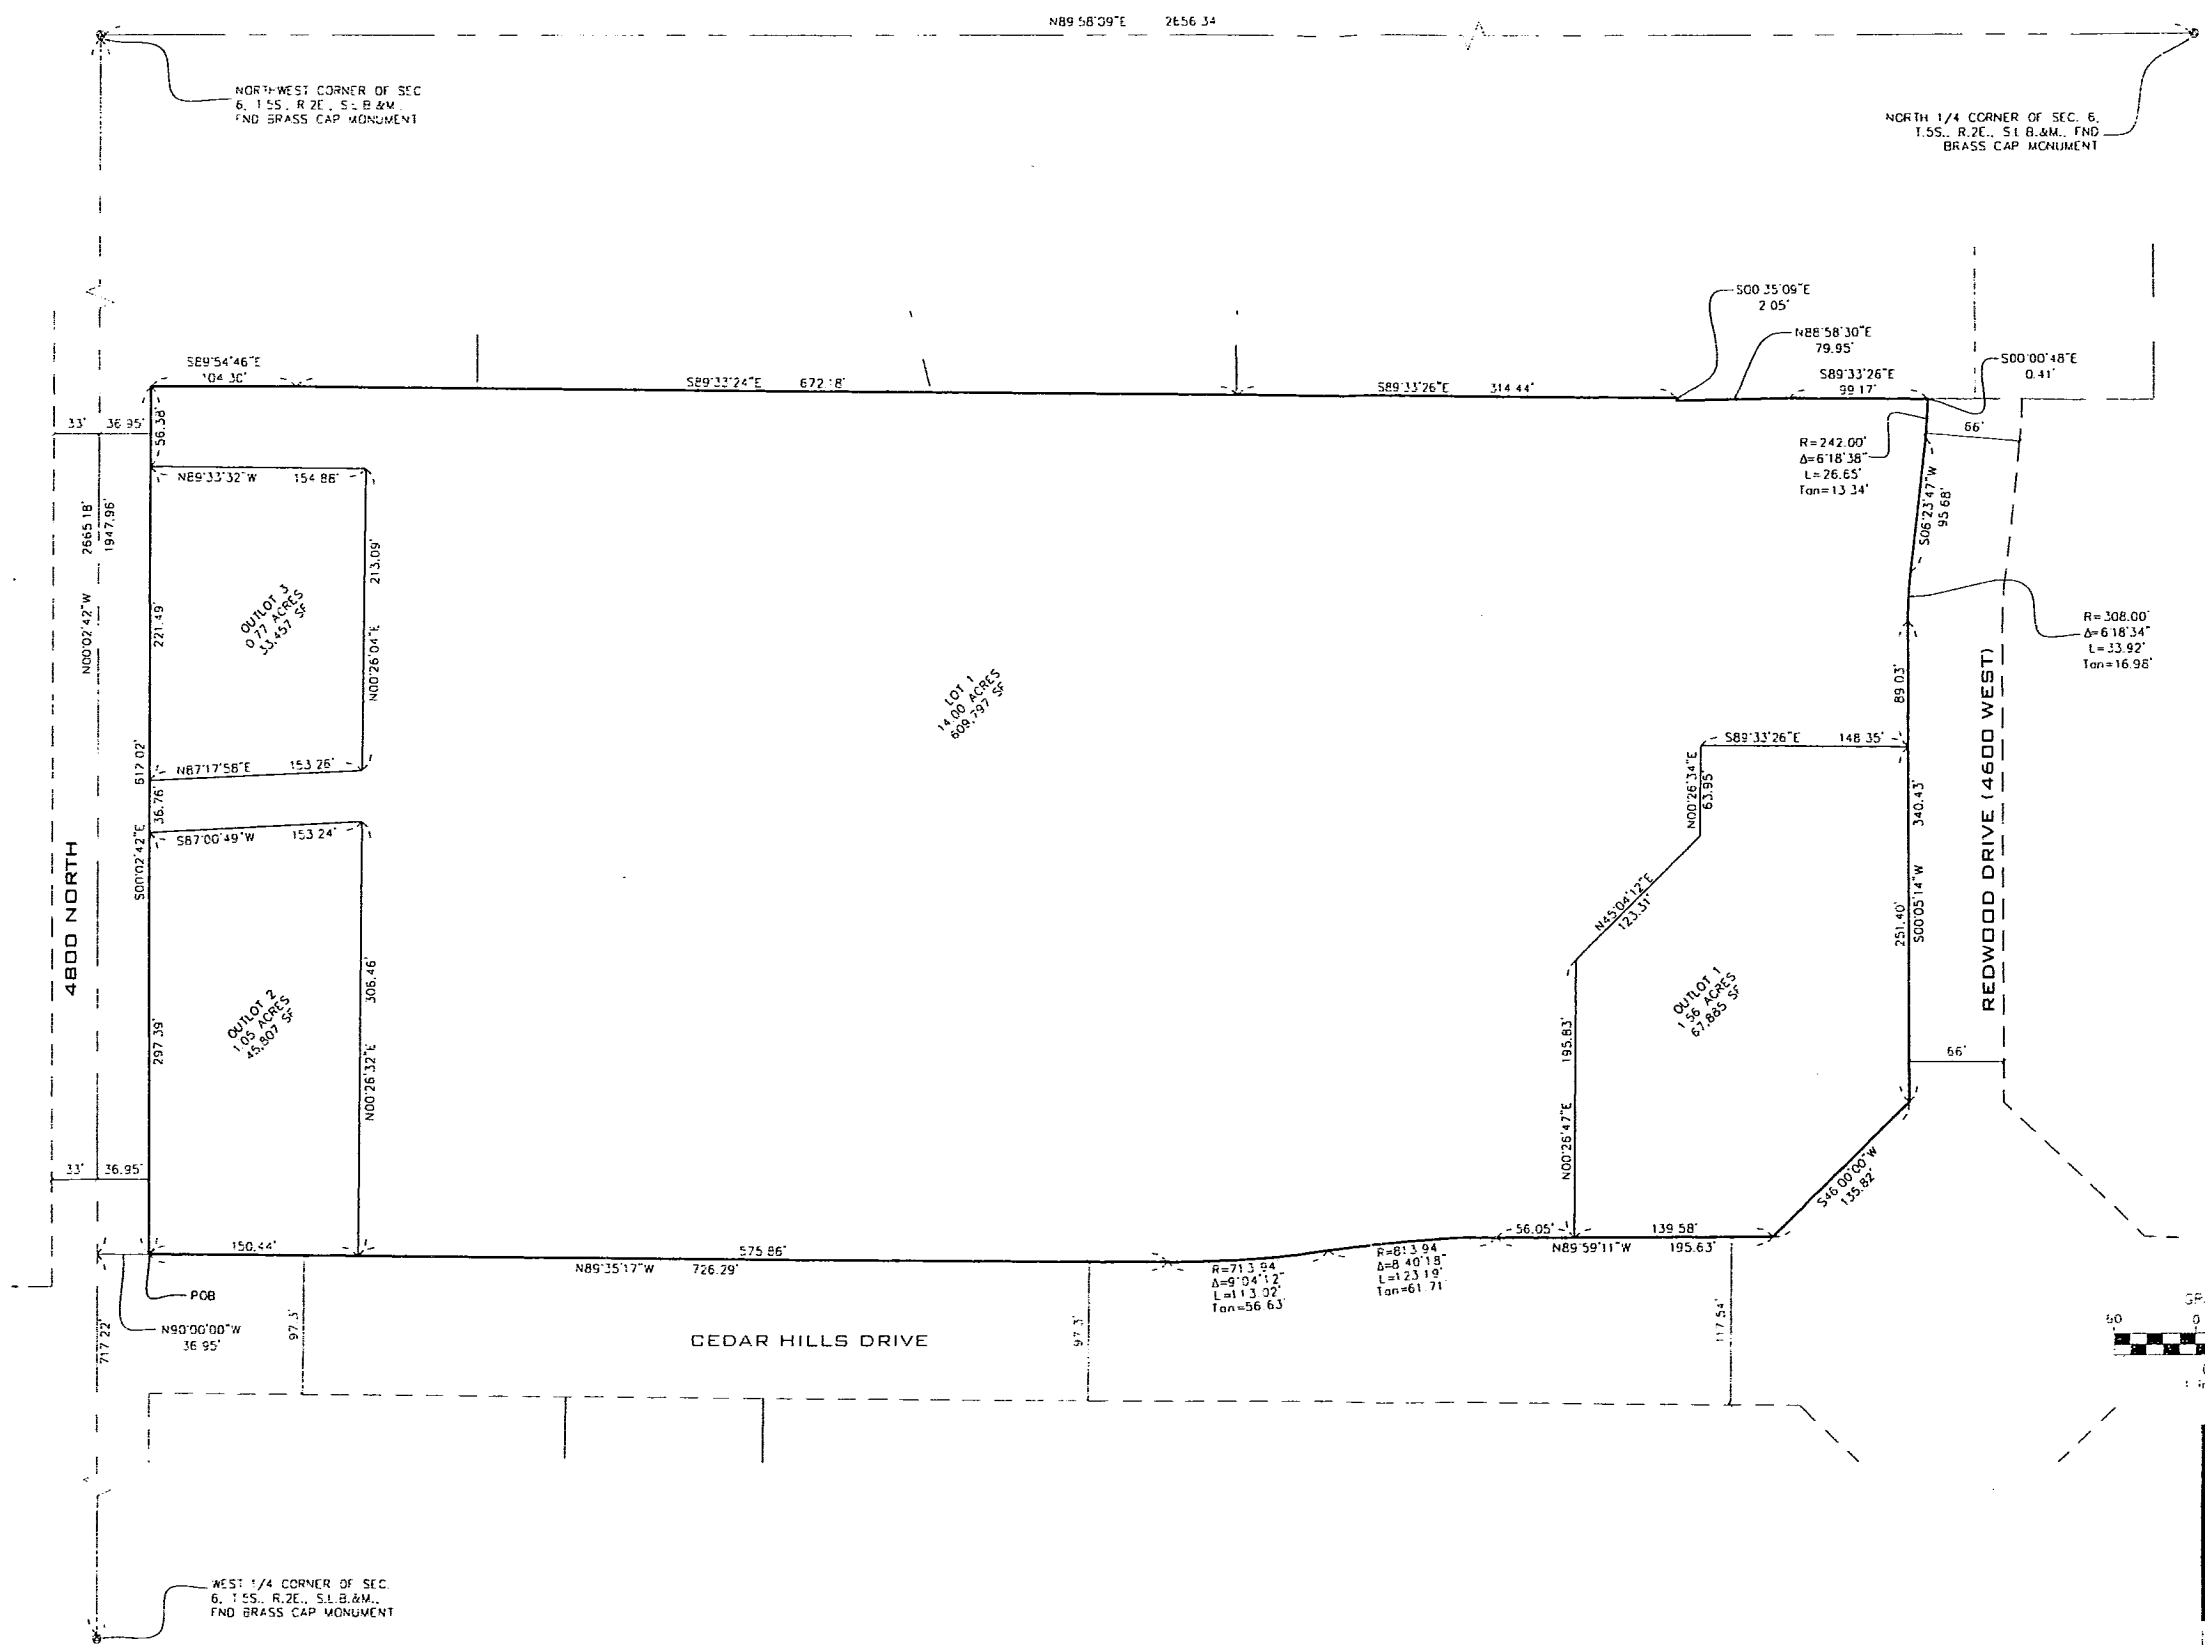 N89°58'09"E 2656.34
NORTHWEST CORNER OF SEC
6, T.5S., R.2E., S.L.B.&M.,
FND BRASS CAP MONUMENT
NORTH 1/4 CORNER OF SEC. 6,
T.5S., R.2E., S.L.B.&M., FND
BRASS CAP MONUMENT
S00°35'09"E
2.05'
N88°58'30"E
79.95'
S00°00'48"E
0.41'
S89°54'46"E
104.30'
S89°33'24"E 672.18'
S89°33'26"E 314.44'
S89°33'26"E
99.17'
33' 36.95'
56.38'
66'
R=242.00'
Δ=6°18'38"
L=26.65'
Tan=13.34'
N89°33'32"W 154.88'
S06°23'47"W
95.68'
2665.18'
1947.96'
N00°02'42"W
221.49'
213.09'
N00°26'04"E
OUTLOT 3
0.77 ACRES
33,457 SF
R=308.00'
Δ=6°18'34"
L=33.92'
Tan=16.98'
LOT 1
14.00 ACRES
609,797 SF
89.03'
REDWOOD DRIVE (4600 WEST)
S89°33'26"E 148.35'
617.02'
N87°17'58"E 153.26'
36.76'
N00°26'34"E
63.95'
340.43'
S87°00'49"W 153.24'
S00°02'42"E
4800 NORTH
N45°04'12"E
123.31'
251.40'
S00°05'14"W
306.46'
OUTLOT 2
1.05 ACRES
45,807 SF
OUTLOT 1
1.56 ACRES
67,885 SF
297.39'
N00°26'32"E
195.83'
N00°26'47"E
66'
33' 36.95'
S46°00'00"W
135.82'
150.44'
575.86'
56.05'
139.58'
N89°59'11"W 195.63'
N89°35'17"W 726.29'
R=713.94
Δ=9°04'12"
L=113.02'
Tan=56.63'
R=813.94
Δ=8°40'18"
L=123.19'
Tan=61.71'
POB
N90°00'00"W
36.95'
717.22'
97.3'
CEDAR HILLS DRIVE
97.3'
117.54'
0
WEST 1/4 CORNER OF SEC.
6, T.5S., R.2E., S.L.B.&M.,
FND BRASS CAP MONUMENT